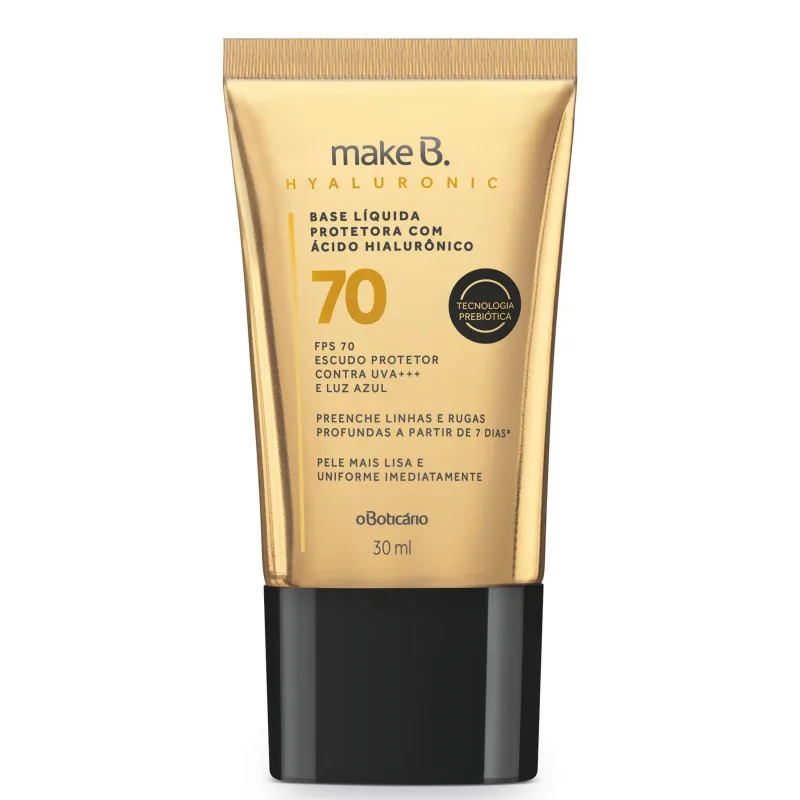 make B.
HYALURONIC
BASE LÍQUIDA
PROTETORA COM
ÁCIDO HIALURÔNICO
70
TECNOLOGIA
PREBIÓTICA
FPS 70
ESCUDO PROTETOR
CONTRA UVA+++
E LUZ AZUL
PREENCHE LINHAS E RUGAS
PROFUNDAS A PARTIR DE 7 DIAS*
PELE MAIS LISA E
UNIFORME IMEDIATAMENTE
oBoticário
30 ml